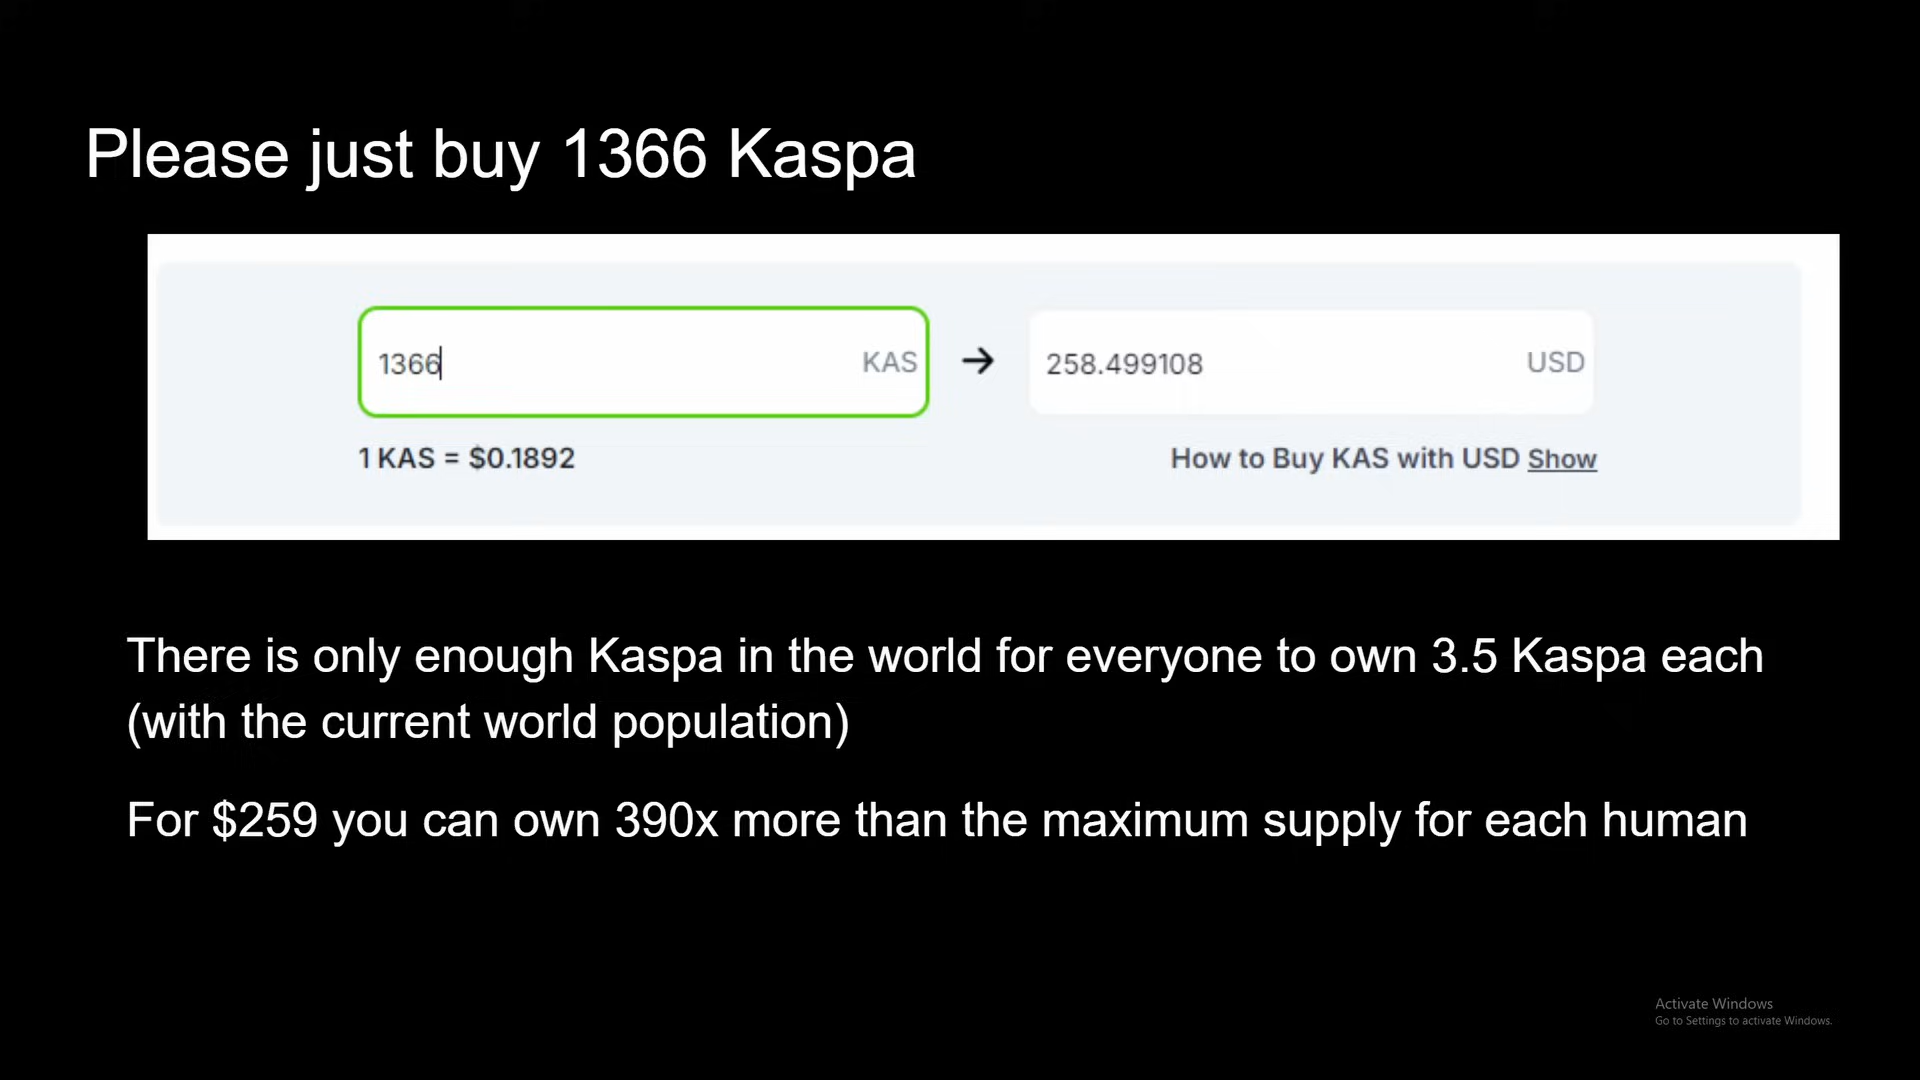 Please just buy 1366 Kaspa
1366 KAS → 258.499108 USD
1 KAS = $0.1892 How to Buy KAS with USD Show
There is only enough Kaspa in the world for everyone to own 3.5 Kaspa each
(with the current world population)
For $259 you can own 390x more than the maximum supply for each human
Activate Windows
Go to Settings to activate Windows.